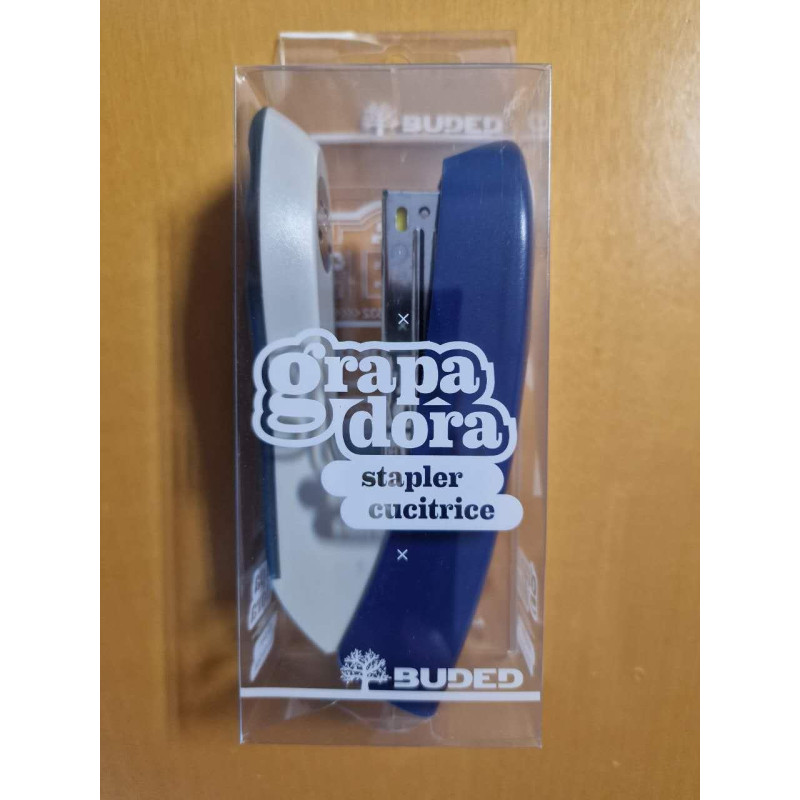 BUDED
grapa
dora
stapler
cucitrice
BUDED